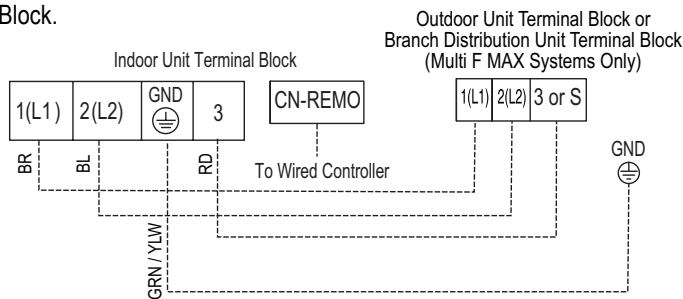 Block.
Outdoor Unit Terminal Block or
Branch Distribution Unit Terminal Block
(Multi F MAX Systems Only)
Indoor Unit Terminal Block
1(L1) 2(L2) GND 3
CN-REMO
1(L1) 2(L2) 3 or S
BR BL RD
To Wired Controller
GND
GRN / YLW